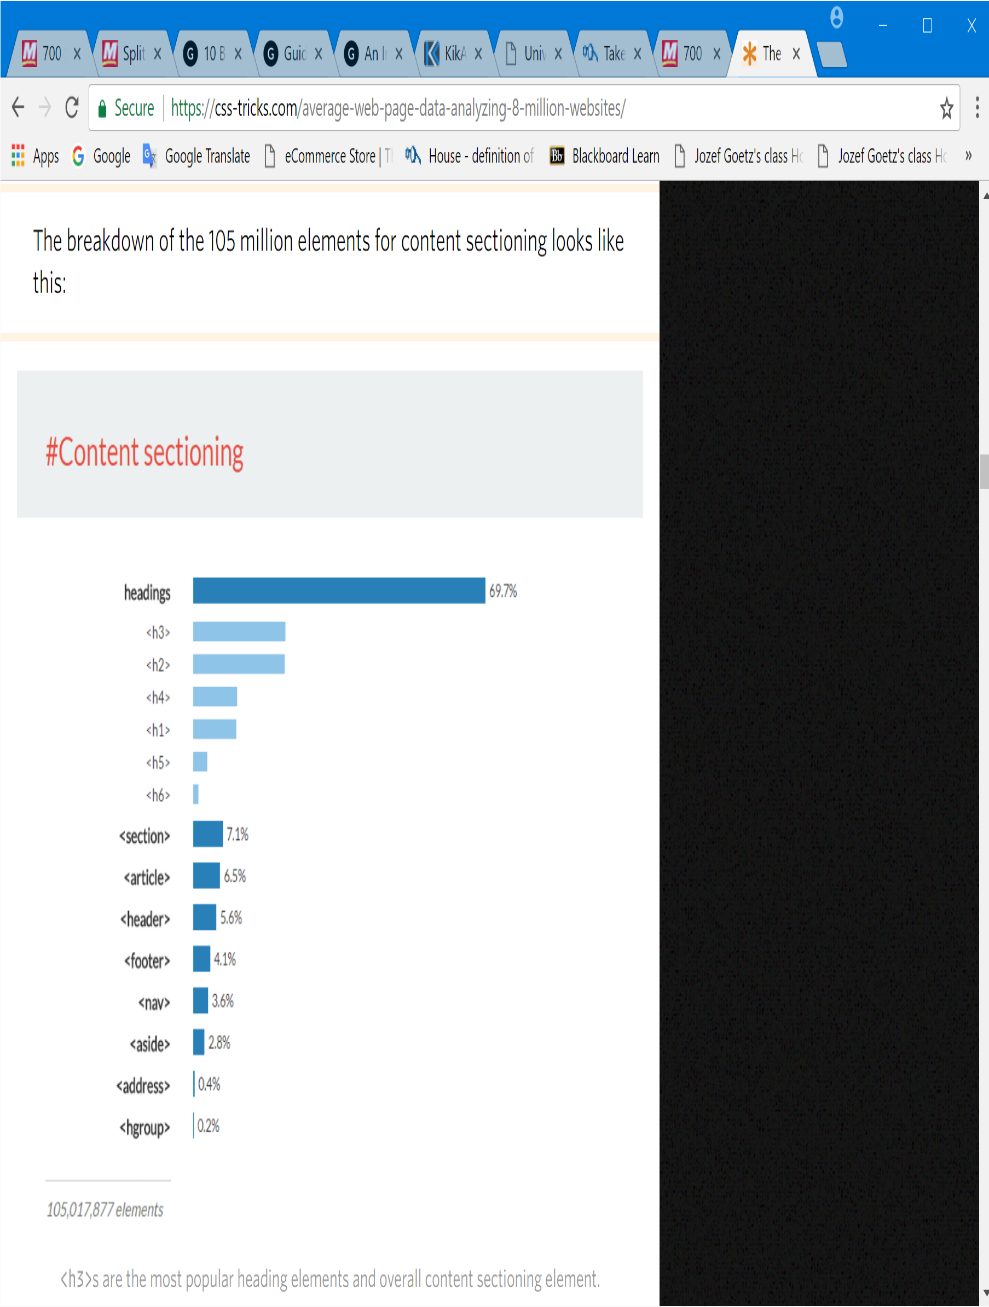 700
Split
10 B
Guic
An I
Kik
Univ
Take
700
The
Secure https://css-tricks.com/average-web-page-data-analyzing-8-million-websites/
Apps Google Google Translate eCommerce Store | T House - definition of Blackboard Learn Jozef Goetz's class Ho Jozef Goetz's class Ho »
The breakdown of the 105 million elements for content sectioning looks like
this:
#Content sectioning
headings 69.7%
<h3>
<h2>
<h4>
<h1>
<h5>
<h6>
<section> 7.1%
<article> 6.5%
<header> 5.6%
<footer> 4.1%
<nav> 3.6%
<aside> 2.8%
<address> 0.4%
<hgroup> 0.2%
105,017,877 elements
<h3>s are the most popular heading elements and overall content sectioning element.